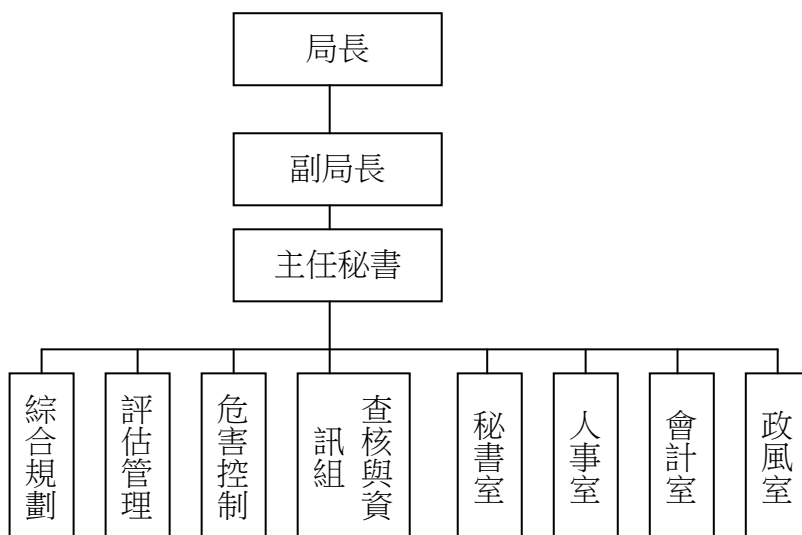 局長
副局長
主任秘書
綜合規劃
評估管理
危害控制
查核與資
訊組
秘書室
人事室
會計室
政風室